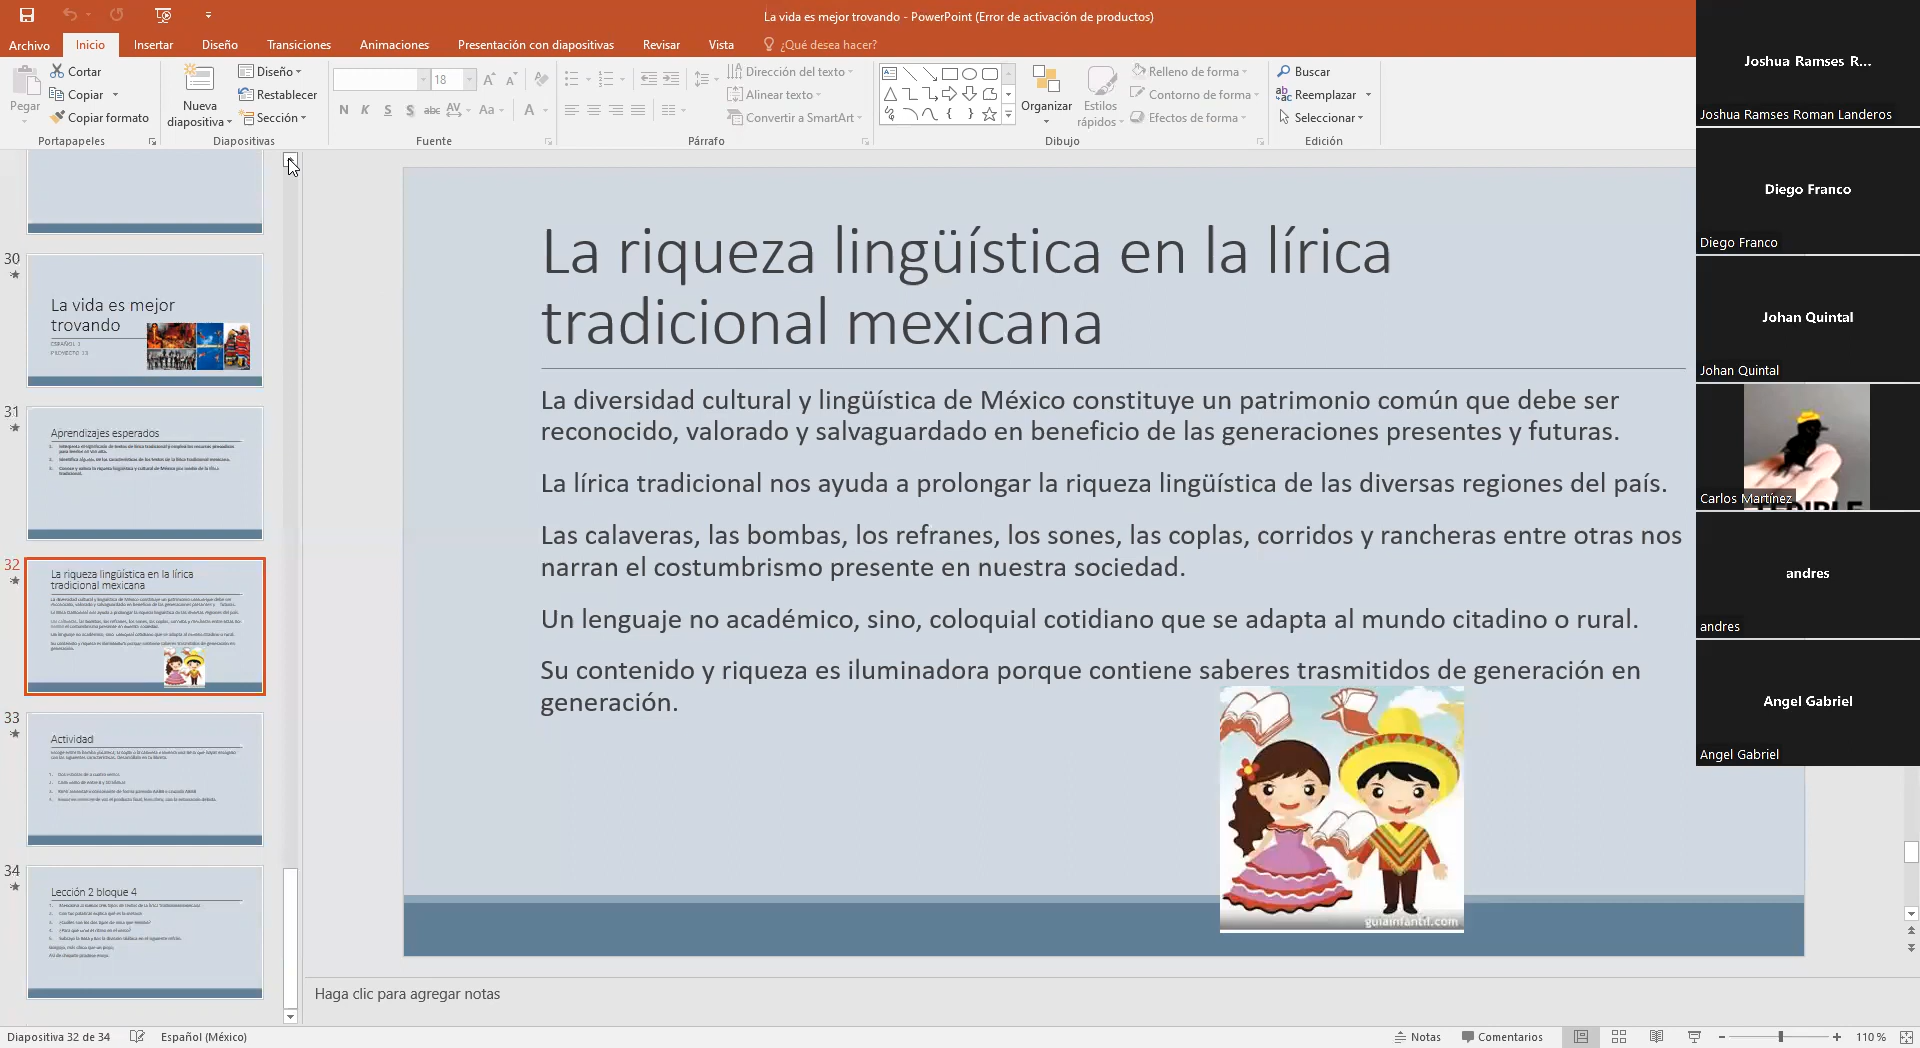 La vida es mejor trovando - PowerPoint (Error de activación de productos)
Archivo Inicio Insertar Diseño Transiciones Animaciones Presentación con diapositivas Revisar Vista ¿Qué desea hacer?
Pegar
Cortar
Copiar
Copiar formato
Portapapeles
Nueva
diapositiva
Diseño
Restablecer
Sección
Diapositivas
18
N K S S abc AV Aa A
Fuente
Dirección del texto
Alinear texto
Convertir a SmartArt
Párrafo
Organizar
Estilos
rápidos
Relleno de forma
Contorno de forma
Efectos de forma
Dibujo
Buscar
Reemplazar
Seleccionar
Edición
30
La vida es mejor
trovando
ESPAÑOL 1
PROYECTO 13
31
Aprendizajes esperados
32
La riqueza lingüística en la lírica
tradicional mexicana
33
Actividad
34
Lección 2 bloque 4
La riqueza lingüística en la lírica
tradicional mexicana
La diversidad cultural y lingüística de México constituye un patrimonio común que debe ser
reconocido, valorado y salvaguardado en beneficio de las generaciones presentes y futuras.
La lírica tradicional nos ayuda a prolongar la riqueza lingüística de las diversas regiones del país.
Las calaveras, las bombas, los refranes, los sones, las coplas, corridos y rancheras entre otras nos
narran el costumbrismo presente en nuestra sociedad.
Un lenguaje no académico, sino, coloquial cotidiano que se adapta al mundo citadino o rural.
Su contenido y riqueza es iluminadora porque contiene saberes trasmitidos de generación en
generación.
guiainfantil.com
Haga clic para agregar notas
Joshua Ramses R...
Joshua Ramses Roman Landeros
Diego Franco
Diego Franco
Johan Quintal
Johan Quintal
Carlos Martínez
andres
andres
Angel Gabriel
Angel Gabriel
Diapositiva 32 de 34 Español (México) Notas Comentarios 110 %